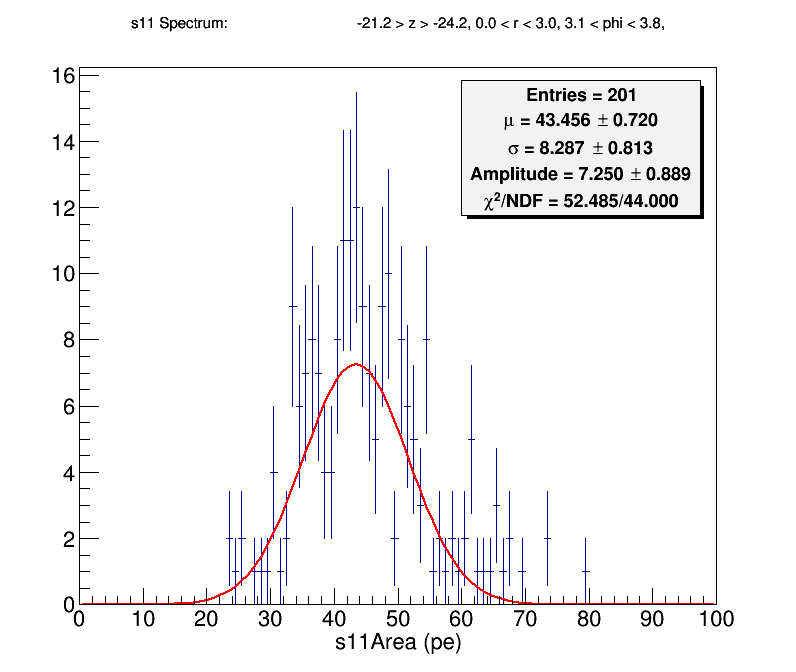 s11 Spectrum: -21.2 > z > -24.2, 0.0 < r < 3.0, 3.1 < phi < 3.8,
Entries = 201
μ = 43.456 ± 0.720
σ = 8.287 ± 0.813
Amplitude = 7.250 ± 0.889
χ²/NDF = 52.485/44.000
16
14
12
10
8
6
4
2
0
0 10 20 30 40 50 60 70 80 90 100
s11Area (pe)